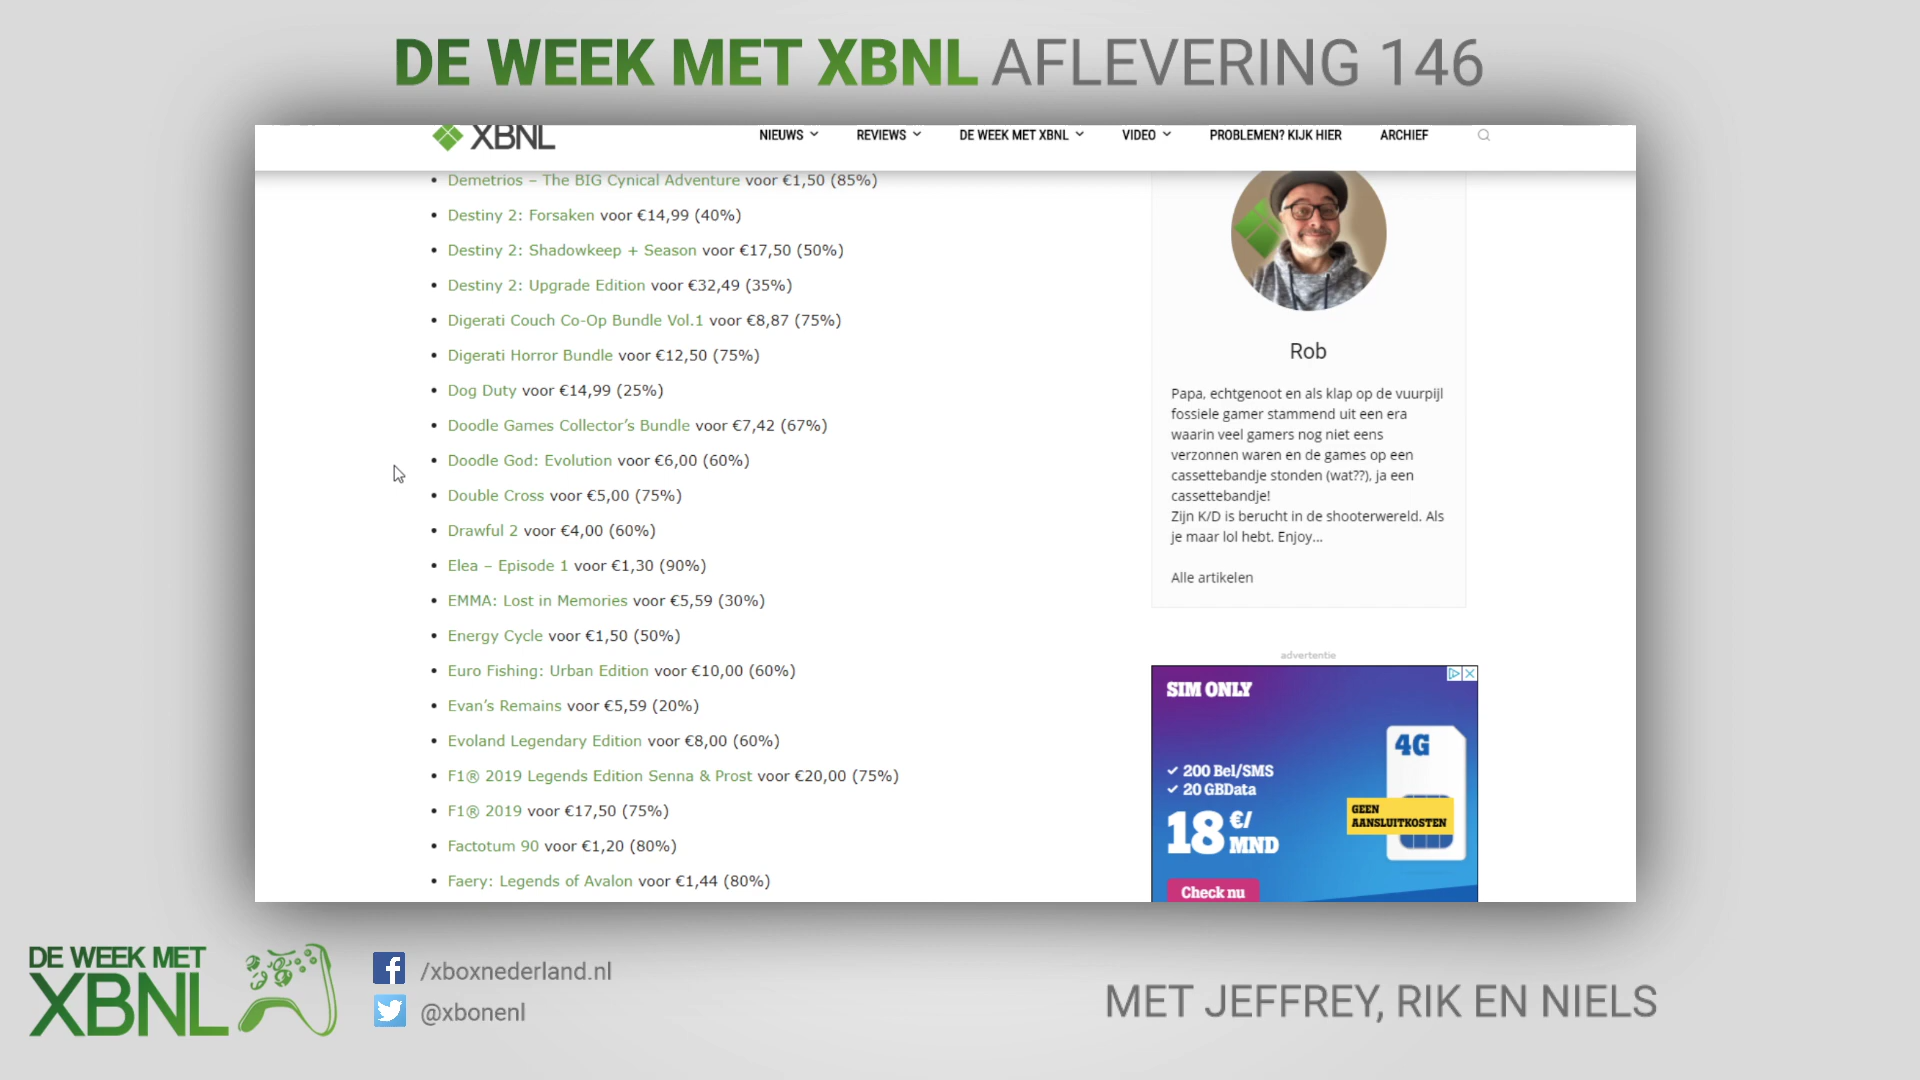 DE WEEK MET XBNL AFLEVERING 146
XBNL
NIEUWS
REVIEWS
DE WEEK MET XBNL
VIDEO
PROBLEMEN? KIJK HIER
ARCHIEF
• Demetrios – The BIG Cynical Adventure voor €1,50 (85%)
• Destiny 2: Forsaken voor €14,99 (40%)
• Destiny 2: Shadowkeep + Season voor €17,50 (50%)
• Destiny 2: Upgrade Edition voor €32,49 (35%)
• Digerati Couch Co-Op Bundle Vol.1 voor €8,87 (75%)
• Digerati Horror Bundle voor €12,50 (75%)
• Dog Duty voor €14,99 (25%)
• Doodle Games Collector’s Bundle voor €7,42 (67%)
• Doodle God: Evolution voor €6,00 (60%)
• Double Cross voor €5,00 (75%)
• Drawful 2 voor €4,00 (60%)
• Elea – Episode 1 voor €1,30 (90%)
• EMMA: Lost in Memories voor €5,59 (30%)
• Energy Cycle voor €1,50 (50%)
• Euro Fishing: Urban Edition voor €10,00 (60%)
• Evan’s Remains voor €5,59 (20%)
• Evoland Legendary Edition voor €8,00 (60%)
• F1® 2019 Legends Edition Senna & Prost voor €20,00 (75%)
• F1® 2019 voor €17,50 (75%)
• Factotum 90 voor €1,20 (80%)
• Faery: Legends of Avalon voor €1,44 (80%)
Rob
Papa, echtgenoot en als klap op de vuurpijl
fossiele gamer stammend uit een era
waarin veel gamers nog niet eens
verzonnen waren en de games op een
cassettebandje stonden (wat??), ja een
cassettebandje!
Zijn K/D is berucht in de shooterwereld. Als
je maar lol hebt. Enjoy...
Alle artikelen
advertentie
SIM ONLY
200 Bel/SMS
20 GBData
18 €/
MND
4G
GEEN
AANSLUITKOSTEN
Check nu
DE WEEK MET
XBNL
/xboxnederland.nl
@xbonenl
MET JEFFREY, RIK EN NIELS